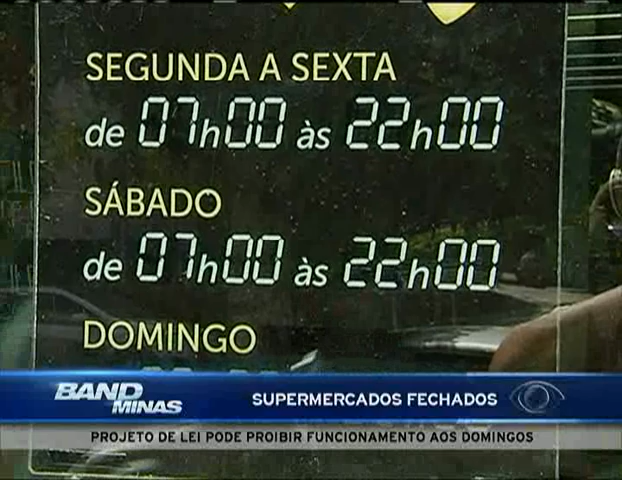 SEGUNDA A SEXTA
de 07h00 às 22h00
SÁBADO
de 07h00 às 22h00
DOMINGO
BAND MINAS
SUPERMERCADOS FECHADOS
PROJETO DE LEI PODE PROIBIR FUNCIONAMENTO AOS DOMINGOS